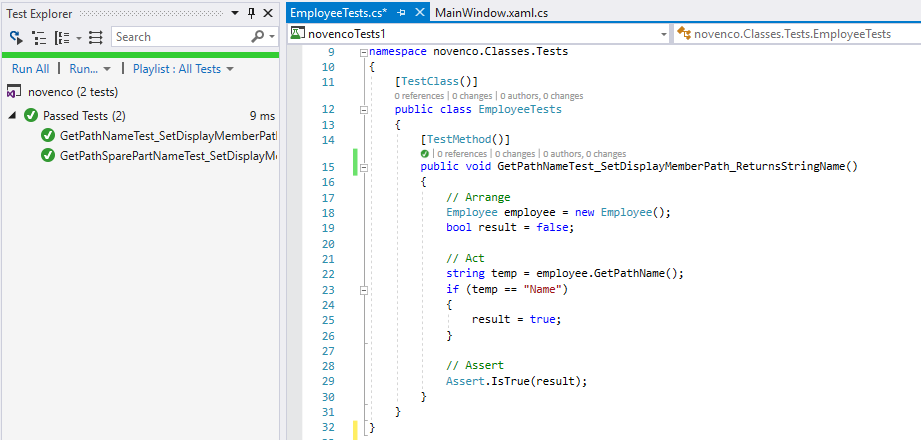 Test Explorer
Search
Run All | Run... | Playlist : All Tests
novenco (2 tests)
Passed Tests (2) 9 ms
GetPathNameTest_SetDisplayMemberPatl
GetPathSparePartNameTest_SetDisplayMe
EmployeeTests.cs* MainWindow.xaml.cs
novencoTests1 novenco.Classes.Tests.EmployeeTests
9 namespace novenco.Classes.Tests
10 {
11 [TestClass()]
0 references | 0 changes | 0 authors, 0 changes
12 public class EmployeeTests
13 {
14 [TestMethod()]
| 0 references | 0 changes | 0 authors, 0 changes
15 public void GetPathNameTest_SetDisplayMemberPath_ReturnsStringName()
16 {
17 // Arrange
18 Employee employee = new Employee();
19 bool result = false;
20
21 // Act
22 string temp = employee.GetPathName();
23 if (temp == "Name")
24 {
25 result = true;
26 }
27
28 // Assert
29 Assert.IsTrue(result);
30 }
31 }
32 }